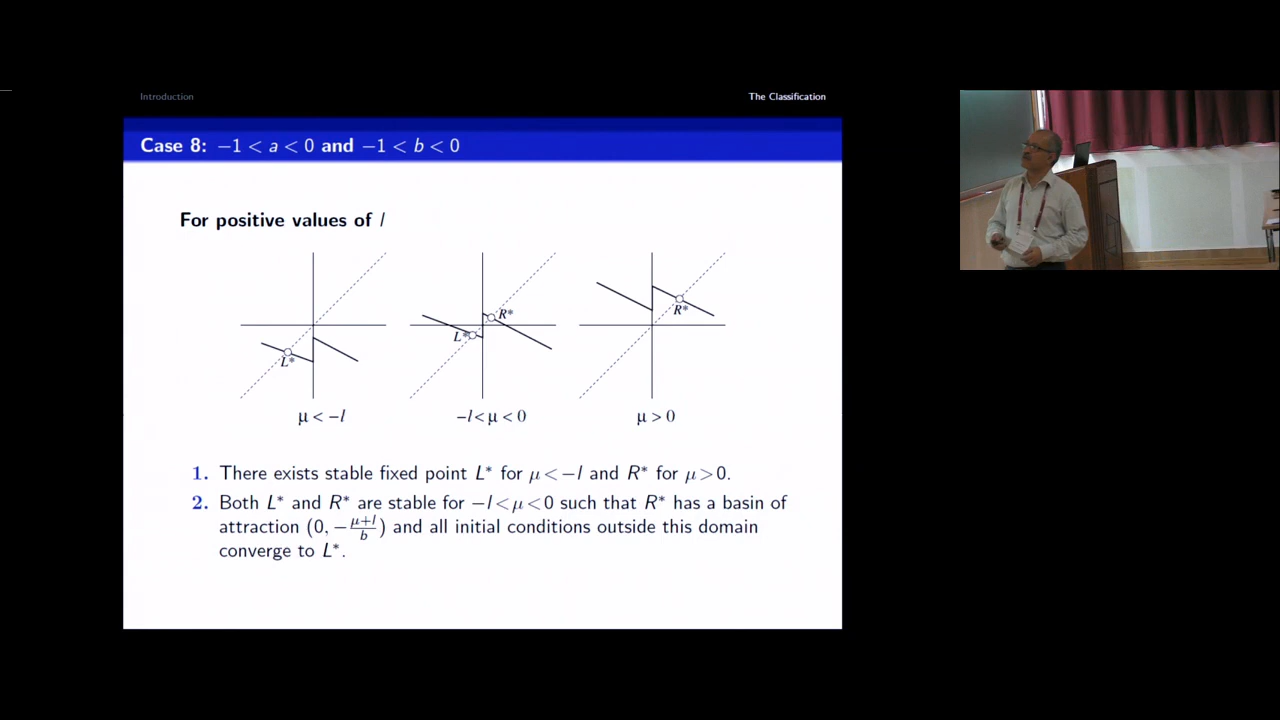 Introduction
The Classification
Case 8: −1 < a < 0 and −1 < b < 0
For positive values of l
L*
L*
R*
R*
μ < −l
−l < μ < 0
μ > 0
1. There exists stable fixed point L* for μ < −l and R* for μ > 0.
2. Both L* and R* are stable for −l < μ < 0 such that R* has a basin of
attraction (0, −(μ+l)/b) and all initial conditions outside this domain
converge to L*.